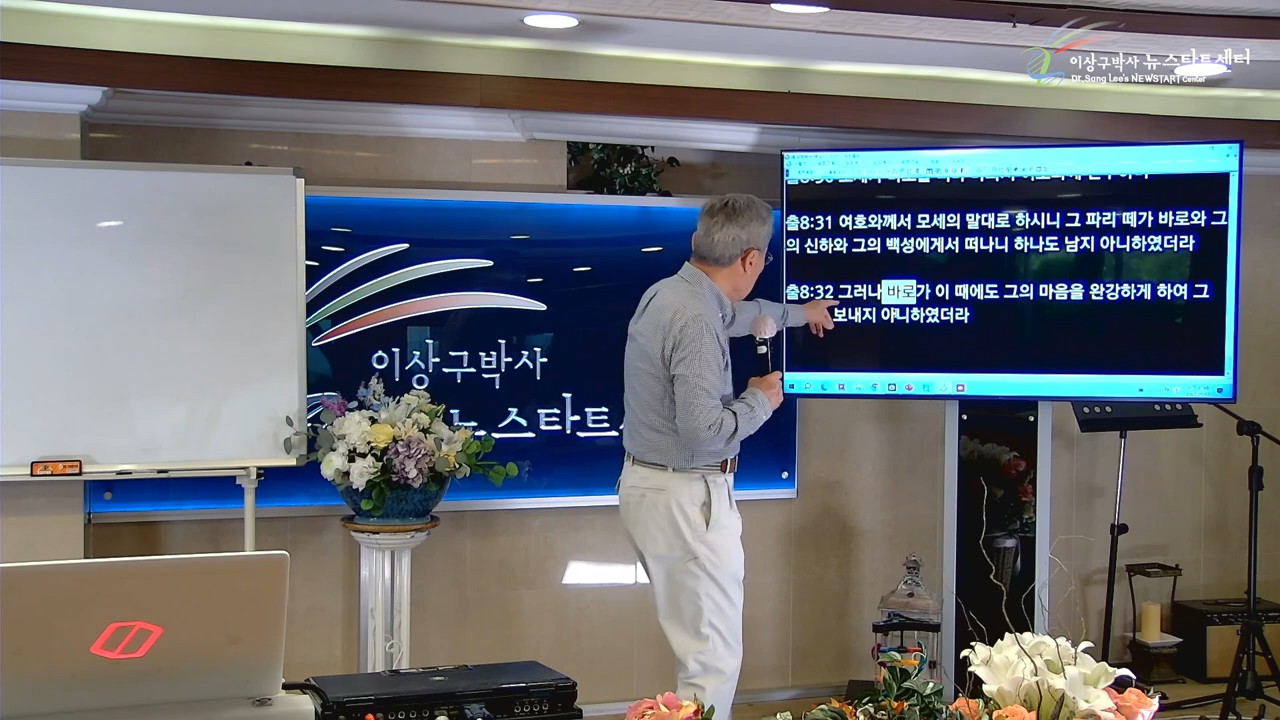 이상구박사 뉴스타트센터
Dr. Sang Lee's NEWSTART Center
출8:31 여호와께서 모세의 말대로 하시니 그 파리 떼가 바로와 그
의 신하와 그의 백성에게서 떠나니 하나도 남지 아니하였더라
출8:32 그러나 바로가 이 때에도 그의 마음을 완강하게 하여 그
보내지 아니하였더라
이상구박사
뉴스타트